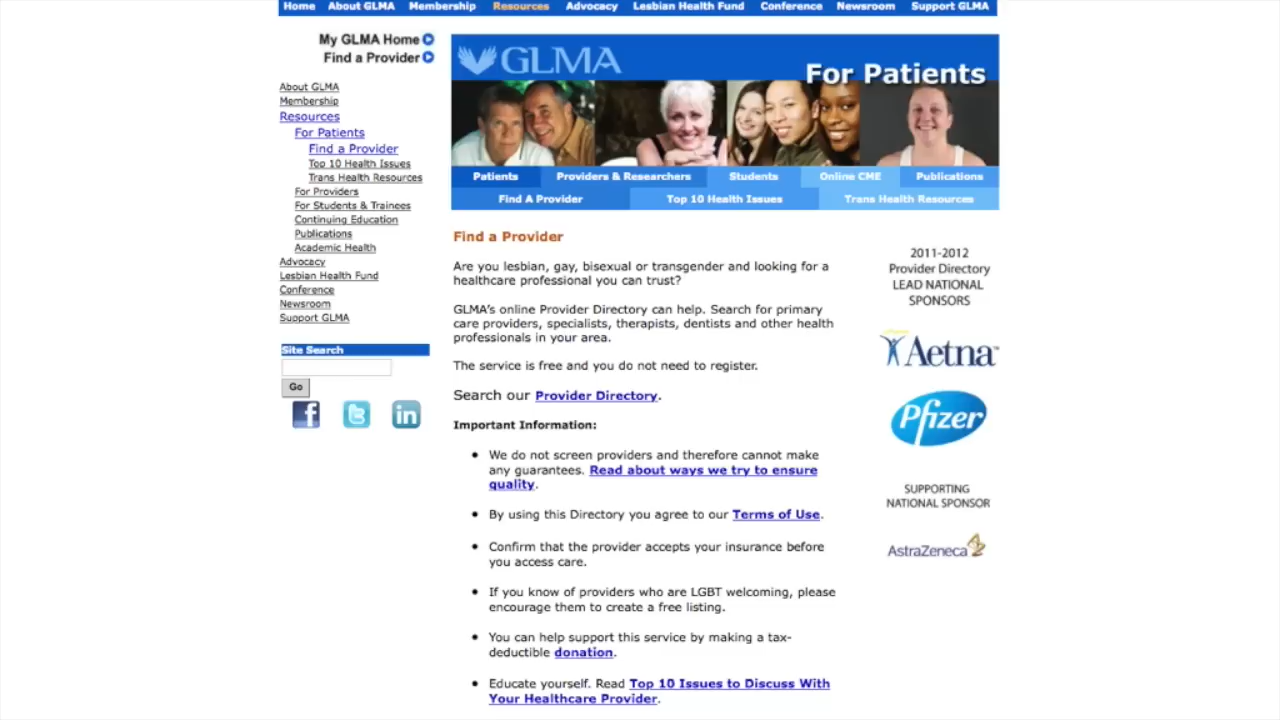 Home About GLMA Membership Resources Advocacy Lesbian Health Fund Conference Newsroom Support GLMA
My GLMA Home
Find a Provider
About GLMA
Membership
Resources
For Patients
Find a Provider
Top 10 Health Issues
Trans Health Resources
For Providers
For Students & Trainees
Continuing Education
Publications
Academic Health
Advocacy
Lesbian Health Fund
Conference
Newsroom
Support GLMA
Site Search
Go
f t in
GLMA
For Patients
Patients Providers & Researchers Students Online CME Publications
Find A Provider Top 10 Health Issues Trans Health Resources
Find a Provider
Are you lesbian, gay, bisexual or transgender and looking for a
healthcare professional you can trust?
GLMA's online Provider Directory can help. Search for primary
care providers, specialists, therapists, dentists and other health
professionals in your area.
The service is free and you do not need to register.
Search our Provider Directory.
Important Information:
• We do not screen providers and therefore cannot make
any guarantees. Read about ways we try to ensure
quality.
• By using this Directory you agree to our Terms of Use.
• Confirm that the provider accepts your insurance before
you access care.
• If you know of providers who are LGBT welcoming, please
encourage them to create a free listing.
• You can help support this service by making a tax-
deductible donation.
• Educate yourself. Read Top 10 Issues to Discuss With
Your Healthcare Provider.
2011-2012
Provider Directory
LEAD NATIONAL
SPONSORS
Aetna
Pfizer
SUPPORTING
NATIONAL SPONSOR
AstraZeneca